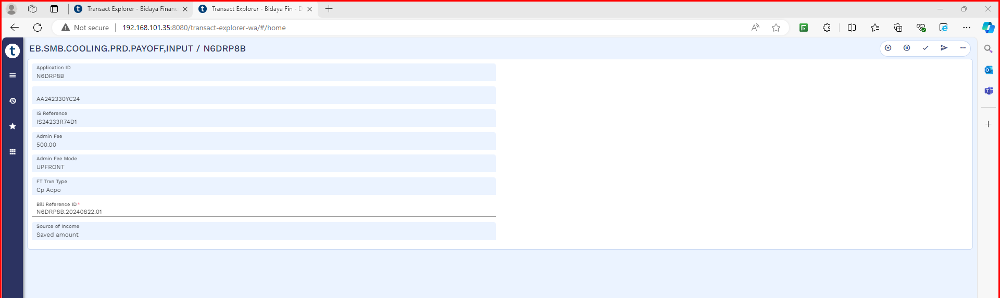 Transact Explorer - Bidaya Financ
Transact Explorer - Bidaya Fin - D
Not secure
192.168.101.35:8080/transact-explorer-wa/#/home
EB.SMB.COOLING.PRD.PAYOFF,INPUT / N6DRP8B
Application ID
N6DRP8B
AA242330YC24
IS Reference
IS24233R74D1
Admin Fee
500.00
Admin Fee Mode
UPFRONT
FT Trxn Type
Cp Acpo
Bill Reference ID*
N6DRP8B.20240822.01
Source of Income
Saved amount